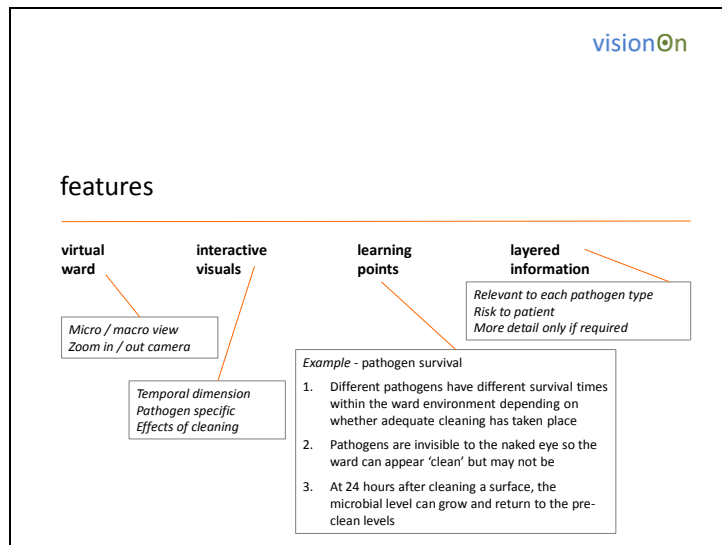 visionOn
features
virtual
ward
interactive
visuals
learning
points
layered
information
Micro / macro view
Zoom in / out camera
Temporal dimension
Pathogen specific
Effects of cleaning
Relevant to each pathogen type
Risk to patient
More detail only if required
Example - pathogen survival
1. Different pathogens have different survival times
within the ward environment depending on
whether adequate cleaning has taken place
2. Pathogens are invisible to the naked eye so the
ward can appear ‘clean’ but may not be
3. At 24 hours after cleaning a surface, the
microbial level can grow and return to the pre-
clean levels